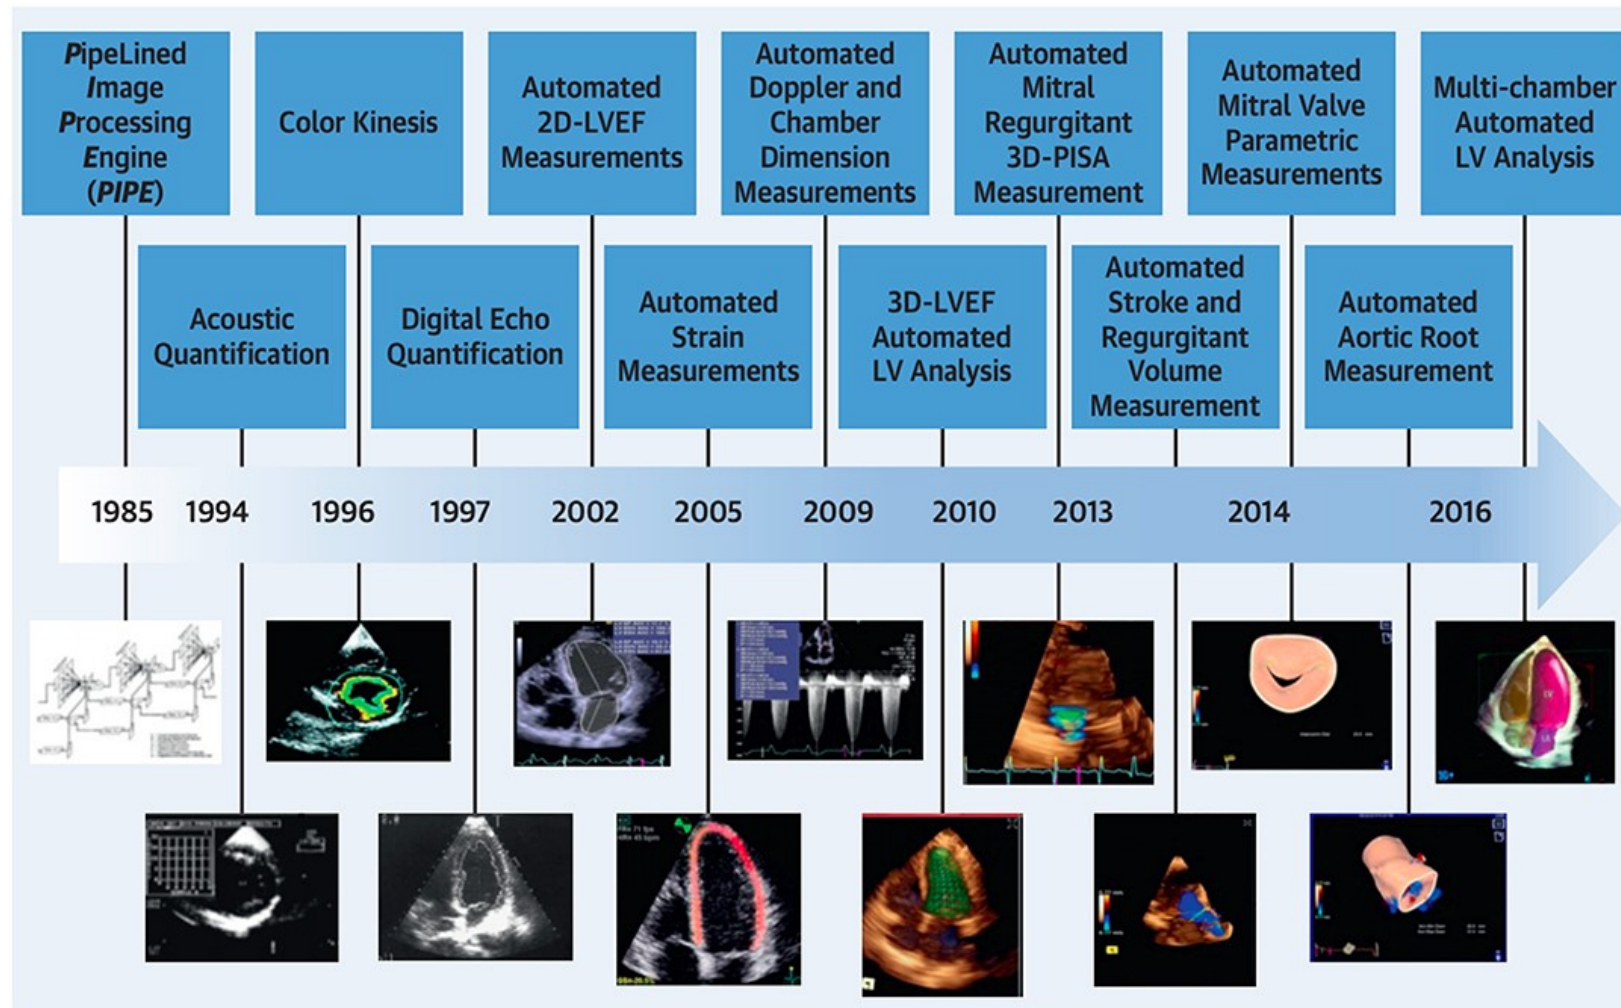 PipeLined
Image
Processing
Engine
(PIPE)
Color Kinesis
Automated
2D-LVEF
Measurements
Automated
Doppler and
Chamber
Dimension
Measurements
Automated
Mitral
Regurgitant
3D-PISA
Measurement
Automated
Mitral Valve
Parametric
Measurements
Multi-chamber
Automated
LV Analysis
Acoustic
Quantification
Digital Echo
Quantification
Automated
Strain
Measurements
3D-LVEF
Automated
LV Analysis
Automated
Stroke and
Regurgitant
Volume
Measurement
Automated
Aortic Root
Measurement
1985 1994 1996 1997 2002 2005 2009 2010 2013 2014 2016
LV
LA